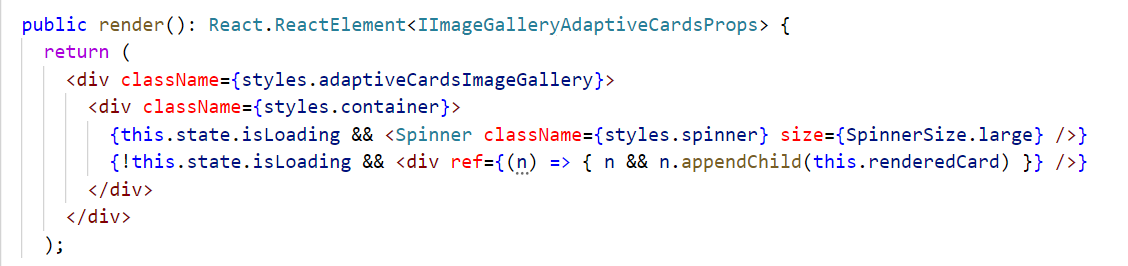 public render(): React.ReactElement<IImageGalleryAdaptiveCardsProps> {
return (
<div className={styles.adaptiveCardsImageGallery}>
<div className={styles.container}>
{this.state.isLoading && <Spinner className={styles.spinner} size={SpinnerSize.large} />}
{!this.state.isLoading && <div ref={(n) => { n && n.appendChild(this.renderedCard) }} />}
</div>
</div>
);